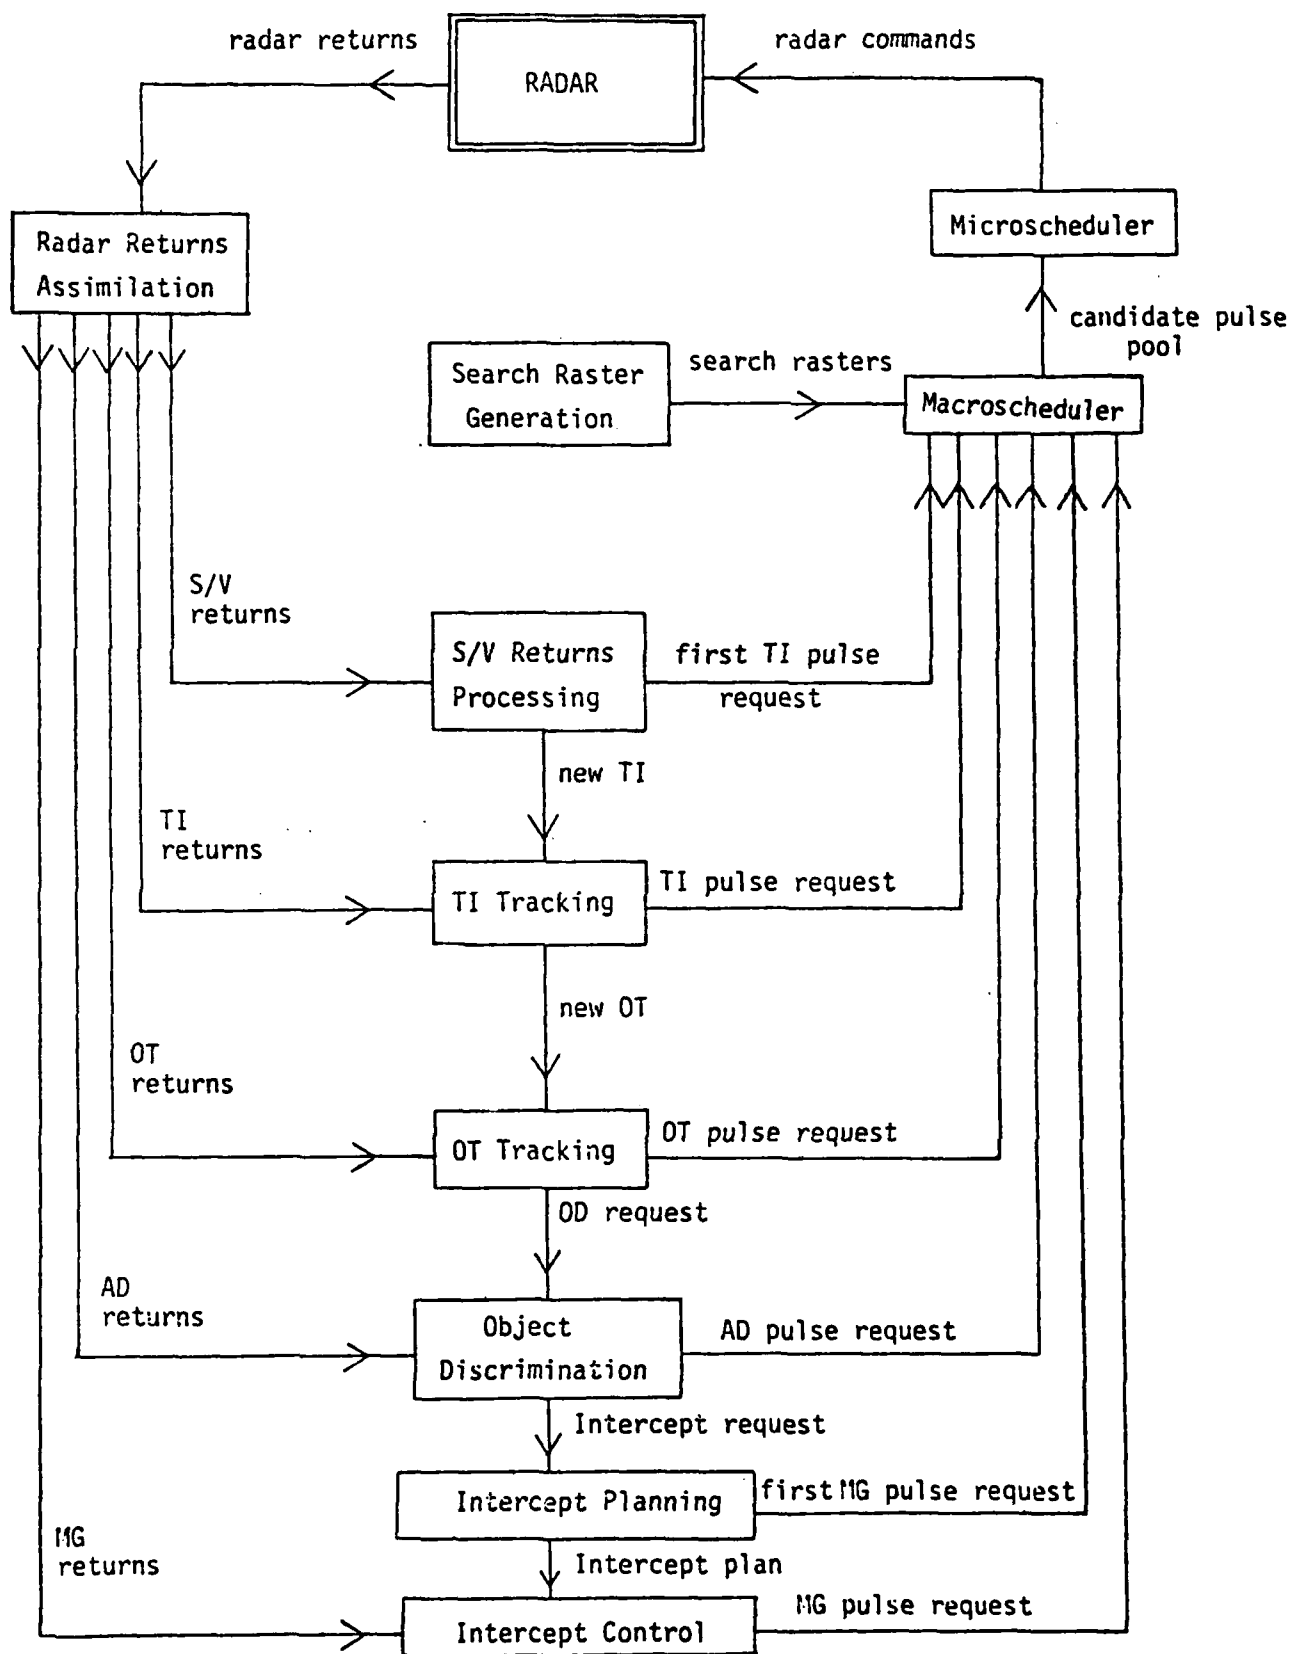 radar returns
RADAR
radar commands
Radar Returns
Assimilation
Microscheduler
candidate pulse
pool
Search Raster
Generation
search rasters
Macroscheduler
S/V
returns
S/V Returns
Processing
first TI pulse
request
new TI
TI
returns
TI Tracking
TI pulse request
new OT
OT
returns
OT Tracking
OT pulse request
OD request
AD
returns
Object
Discrimination
AD pulse request
Intercept request
Intercept Planning
first MG pulse request
MG
returns
Intercept plan
Intercept Control
MG pulse request